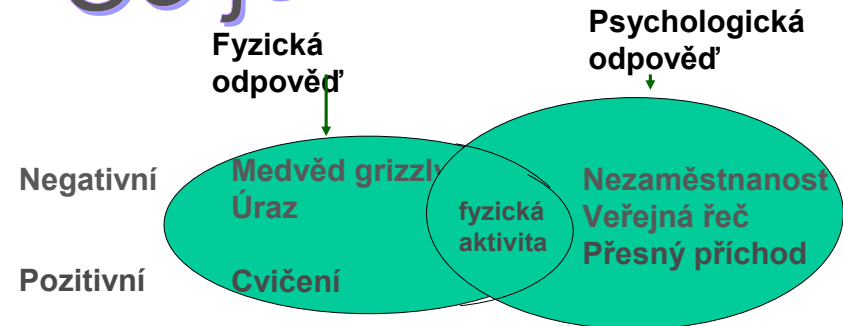 Fyzická
odpověď
Psychologická
odpověď
Negativní
Medvěd grizzly
Úraz
fyzická
aktivita
Nezaměstnanost
Veřejná řeč
Přesný příchod
Pozitivní
Cvičení